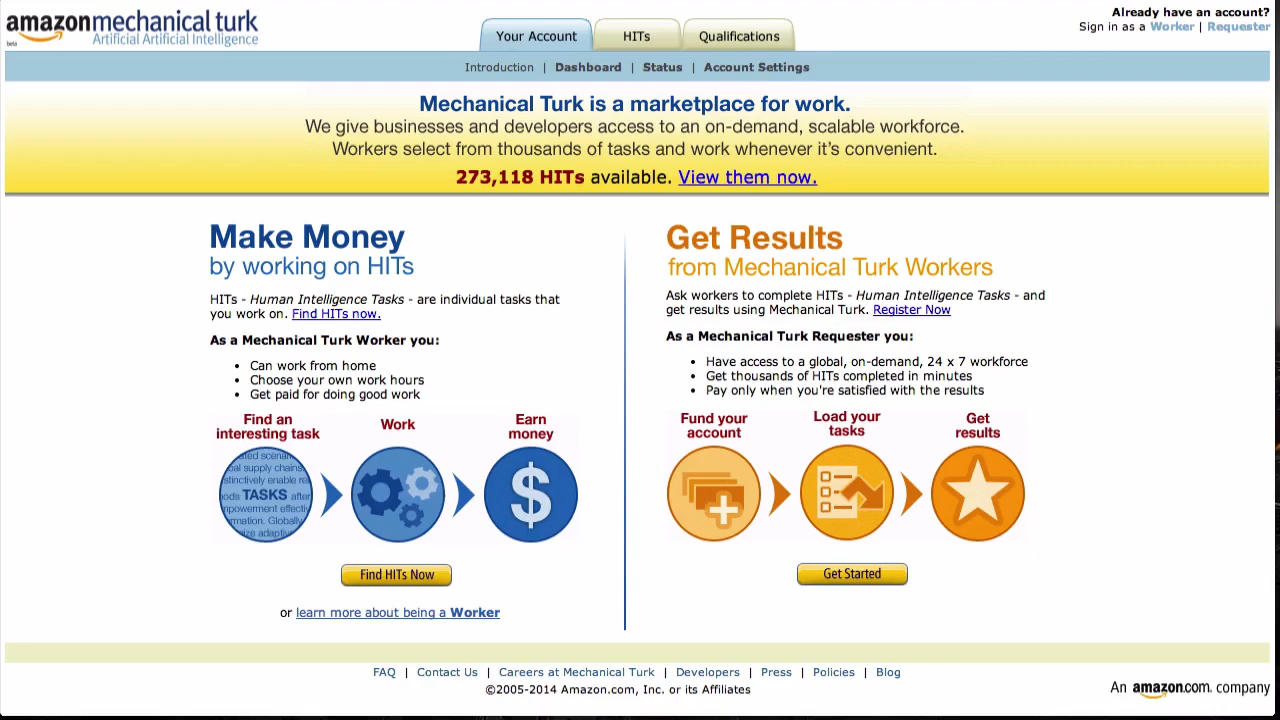 amazonmechanical turk
beta
Artificial Artificial Intelligence
Your Account
HITs
Qualifications
Already have an account?
Sign in as a Worker | Requester
Introduction | Dashboard | Status | Account Settings
Mechanical Turk is a marketplace for work.
We give businesses and developers access to an on-demand, scalable workforce.
Workers select from thousands of tasks and work whenever it's convenient.
273,118 HITs available. View them now.
Make Money
by working on HITs
HITs - Human Intelligence Tasks - are individual tasks that
you work on. Find HITs now.
As a Mechanical Turk Worker you:
• Can work from home
• Choose your own work hours
• Get paid for doing good work
Find an
interesting task
Work
Earn
money
bal supply chains,
TASKS after
rmation. Globally
$
Find HITs Now
or learn more about being a Worker
Get Results
from Mechanical Turk Workers
Ask workers to complete HITs - Human Intelligence Tasks - and
get results using Mechanical Turk. Register Now
As a Mechanical Turk Requester you:
• Have access to a global, on-demand, 24 x 7 workforce
• Get thousands of HITs completed in minutes
• Pay only when you're satisfied with the results
Fund your
account
Load your
tasks
Get
results
Get Started
FAQ | Contact Us | Careers at Mechanical Turk | Developers | Press | Policies | Blog
©2005-2014 Amazon.com, Inc. or its Affiliates
An amazon.com. company